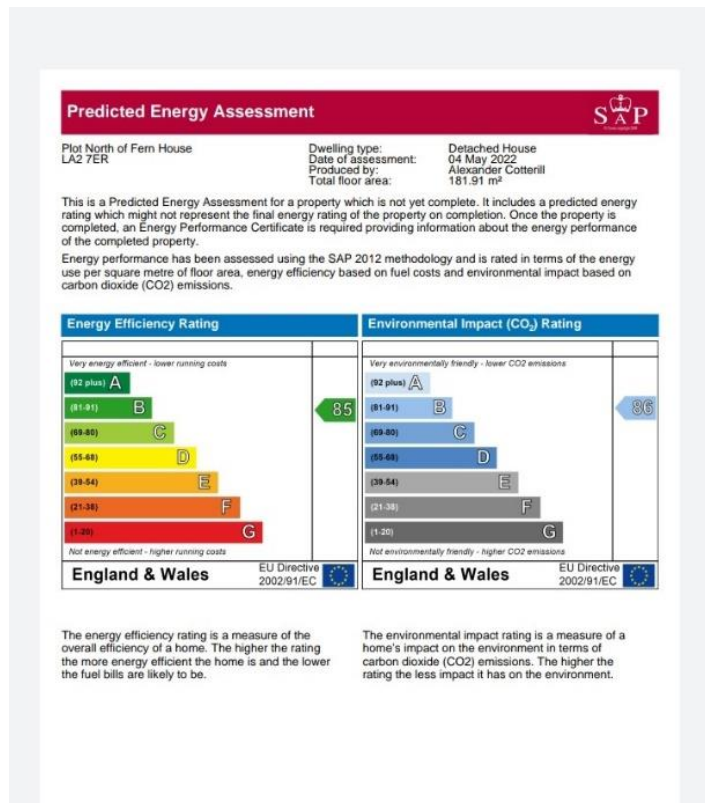 Predicted Energy Assessment
SAP
Plot North of Fern House
LA2 7ER
Dwelling type: Detached House
Date of assessment: 04 May 2022
Produced by: Alexander Cotterill
Total floor area: 181.91 m²
This is a Predicted Energy Assessment for a property which is not yet complete. It includes a predicted energy
rating which might not represent the final energy rating of the property on completion. Once the property is
completed, an Energy Performance Certificate is required providing information about the energy performance
of the completed property.
Energy performance has been assessed using the SAP 2012 methodology and is rated in terms of the energy
use per square metre of floor area, energy efficiency based on fuel costs and environmental impact based on
carbon dioxide (CO2) emissions.
Energy Efficiency Rating
Very energy efficient - lower running costs
(92 plus) A
(81-91) B
85
(69-80) C
(55-68) D
(39-54) E
(21-38) F
(1-20) G
Not energy efficient - higher running costs
England & Wales
EU Directive
2002/91/EC
Environmental Impact (CO₂) Rating
Very environmentally friendly - lower CO2 emissions
(92 plus) A
(81-91) B
86
(69-80) C
(55-68) D
(39-54) E
(21-38) F
(1-20) G
Not environmentally friendly - higher CO2 emissions
England & Wales
EU Directive
2002/91/EC
The energy efficiency rating is a measure of the
overall efficiency of a home. The higher the rating
the more energy efficient the home is and the lower
the fuel bills are likely to be.
The environmental impact rating is a measure of a
home's impact on the environment in terms of
carbon dioxide (CO2) emissions. The higher the
rating the less impact it has on the environment.